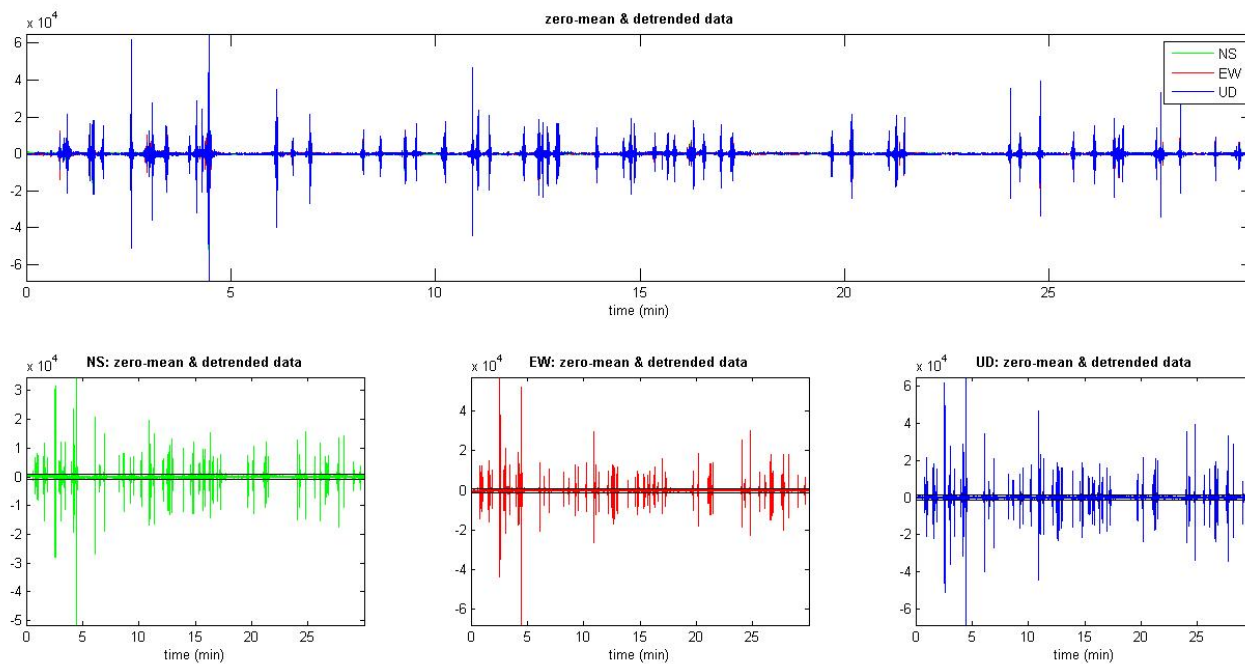 zero-mean & detrended data
x 10⁴
6
4
2
0
-2
-4
-6
0 5 10 15 20 25
time (min)
NS
EW
UD
NS: zero-mean & detrended data
x 10⁴
3
2
1
0
-1
-2
-3
-4
-5
0 5 10 15 20 25
time (min)
EW: zero-mean & detrended data
x 10⁴
4
2
0
-2
-4
-6
0 5 10 15 20 25
time (min)
UD: zero-mean & detrended data
x 10⁴
6
4
2
0
-2
-4
-6
0 5 10 15 20 25
time (min)